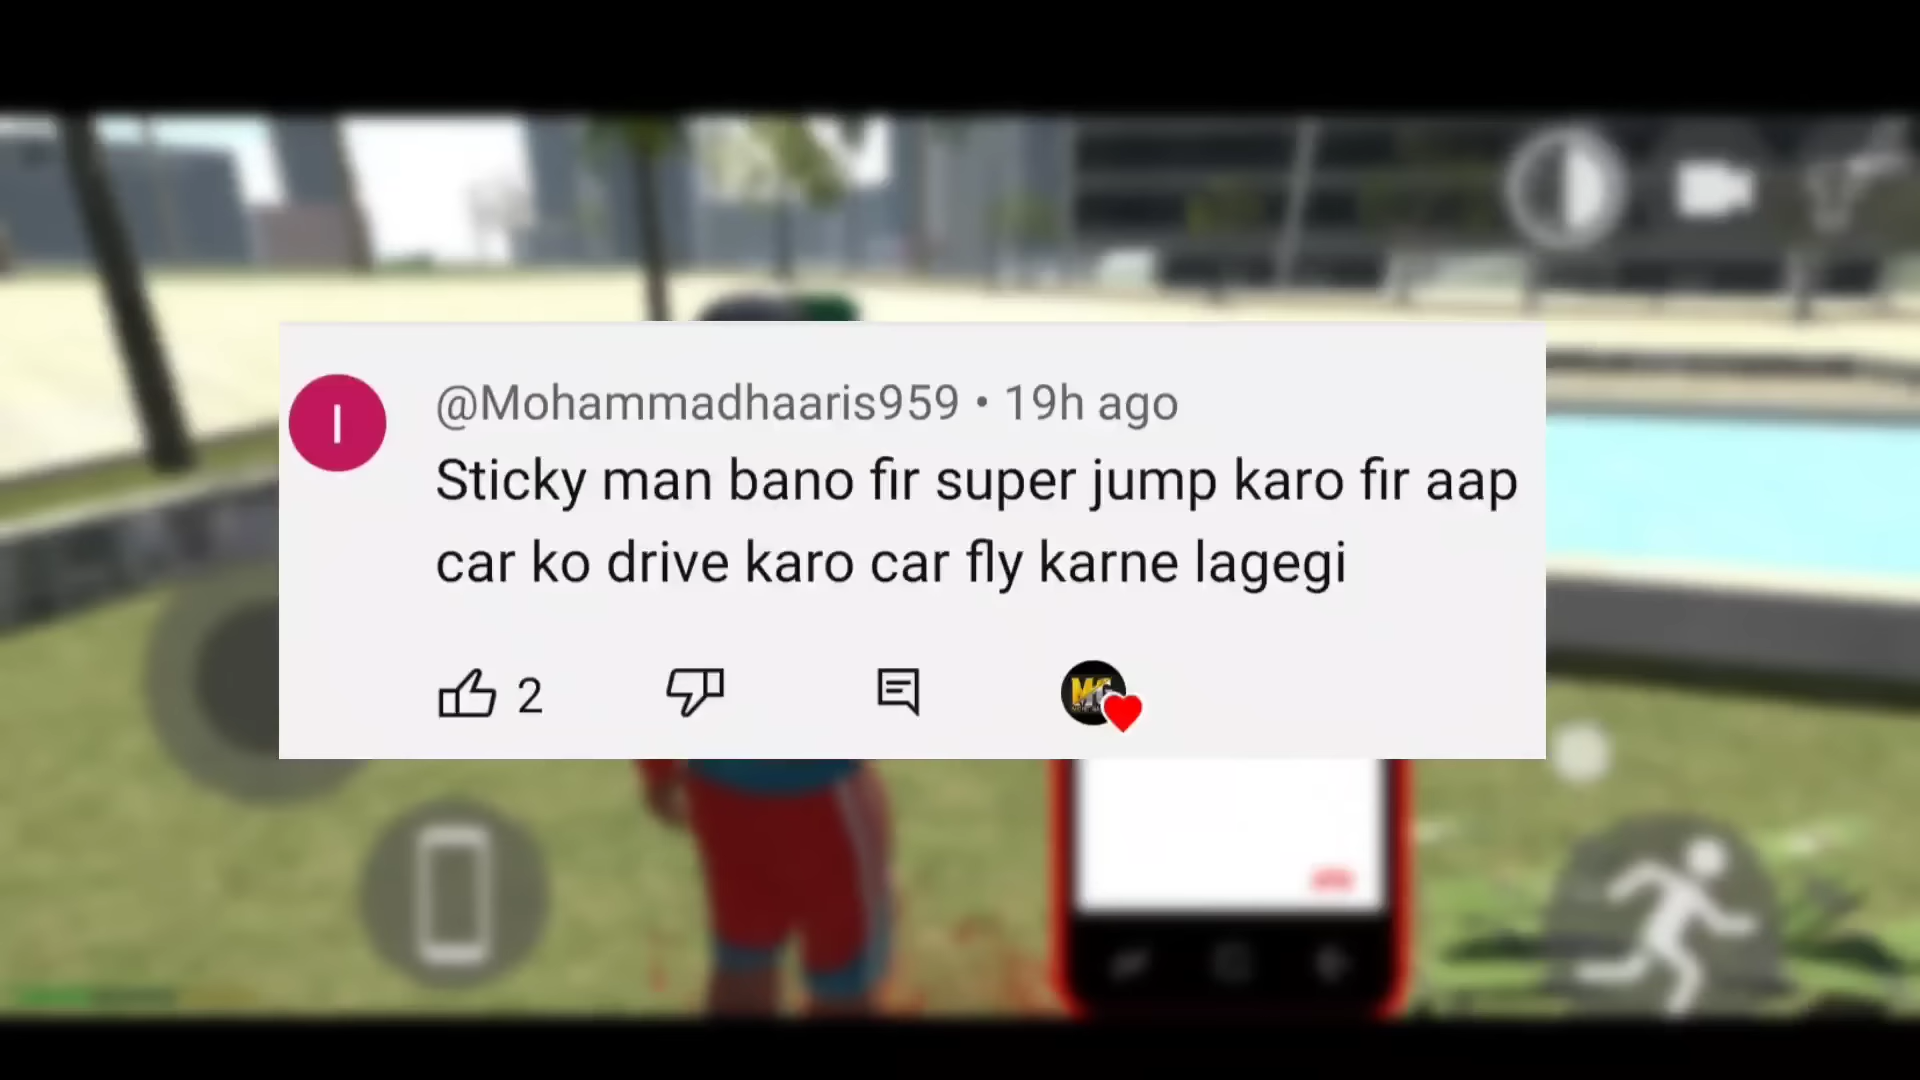 I
@Mohammadhaaris959 • 19h ago
Sticky man bano fir super jump karo fir aap
car ko drive karo car fly karne lagegi
2